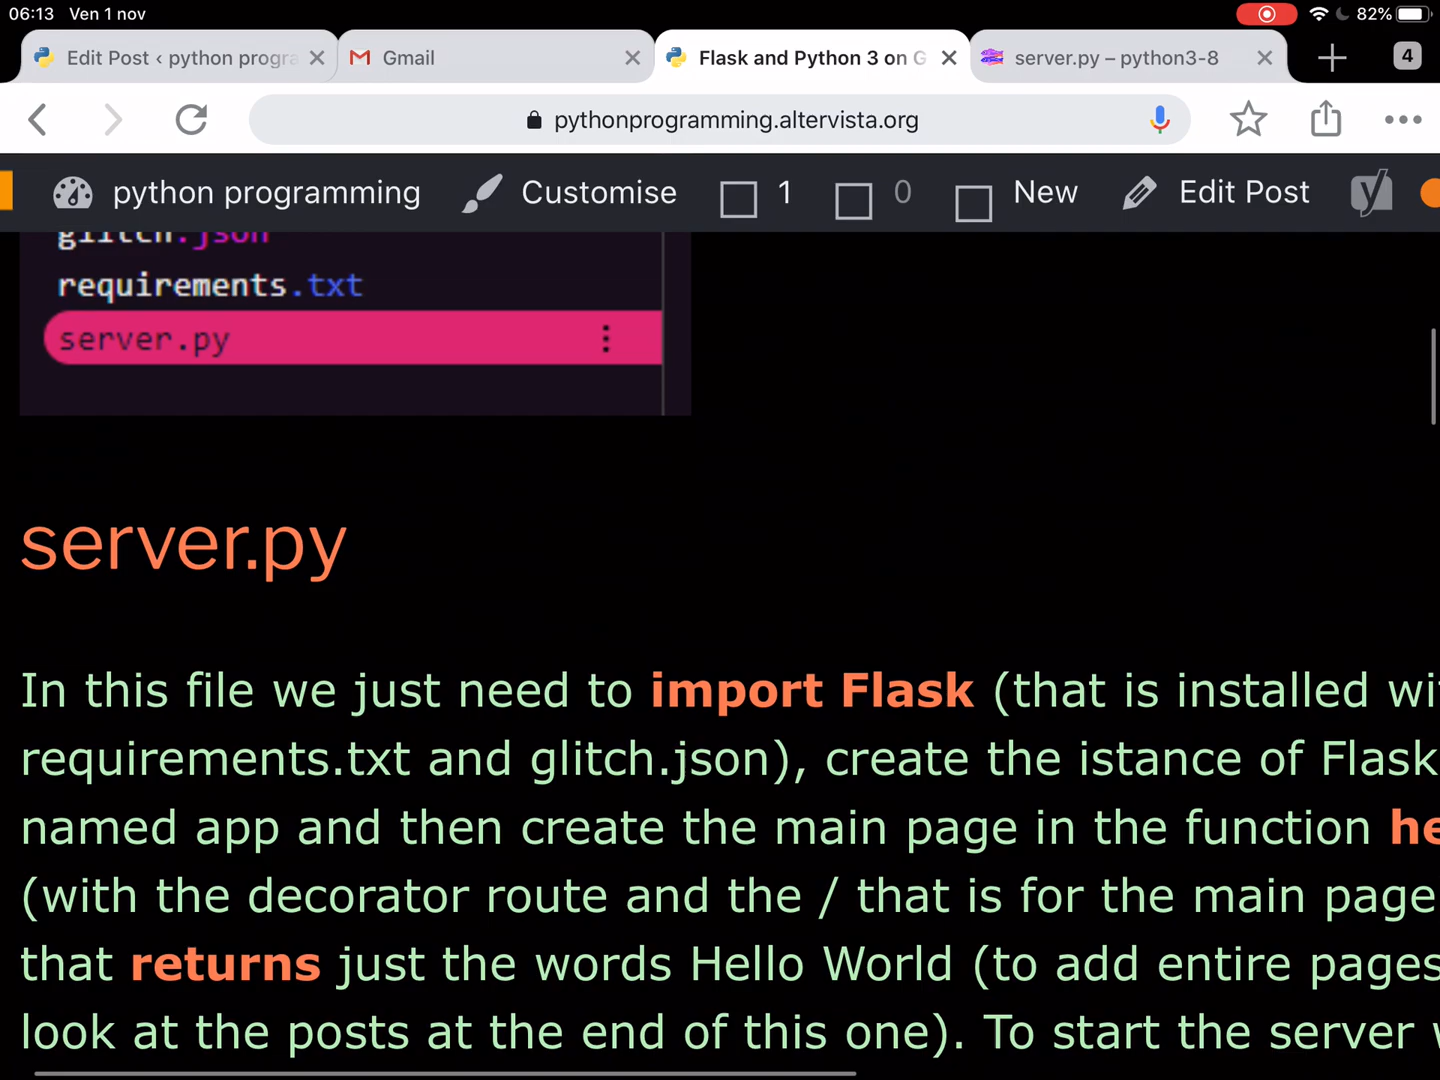 06:13 Ven 1 nov 82%
Edit Post ‹ python progra Gmail Flask and Python 3 on G server.py – python3-8 4
pythonprogramming.altervista.org
python programming Customise 1 0 New Edit Post
glitch.json
requirements.txt
server.py
server.py
In this file we just need to import Flask (that is installed wi
requirements.txt and glitch.json), create the istance of Flask
named app and then create the main page in the function he
(with the decorator route and the / that is for the main page
that returns just the words Hello World (to add entire pages
look at the posts at the end of this one). To start the server w